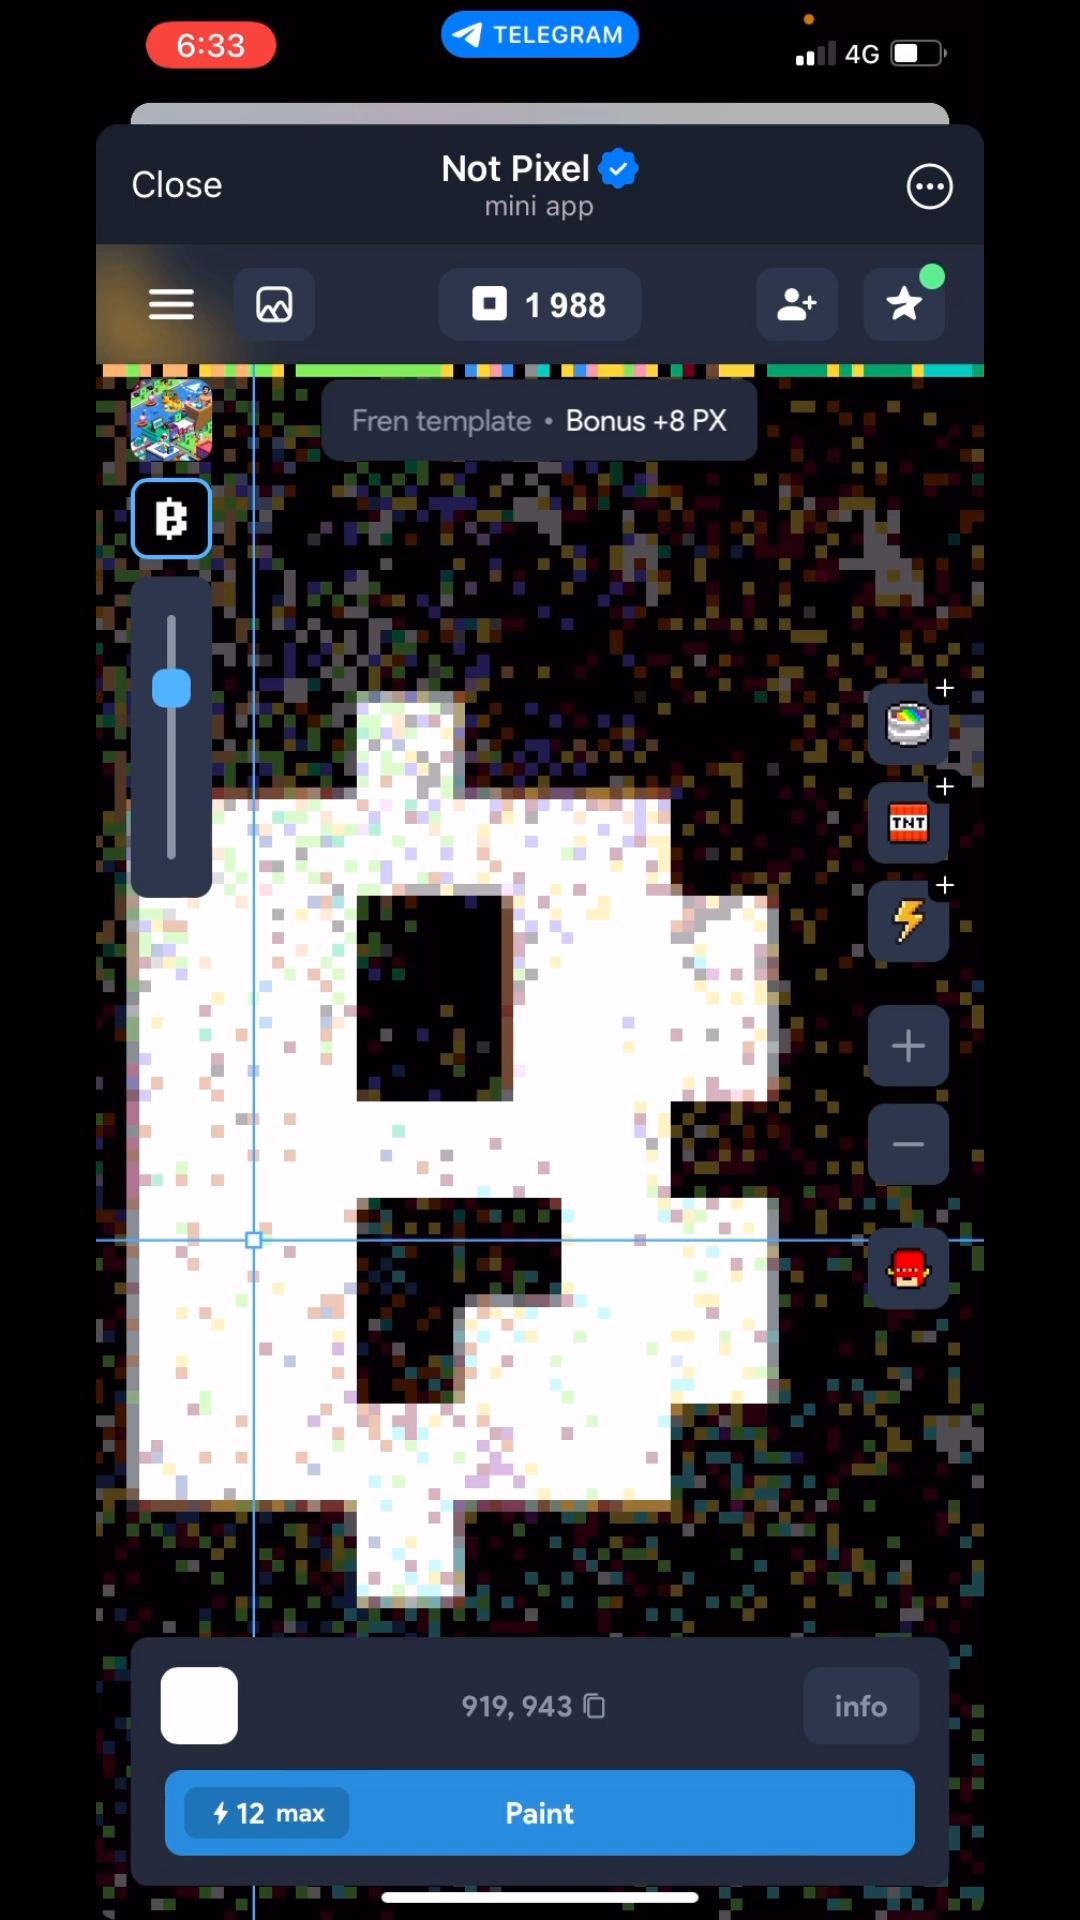 6:33
TELEGRAM
4G
Close
Not Pixel
mini app
1 988
Fren template • Bonus +8 PX
TNT
919, 943
info
12 max
Paint